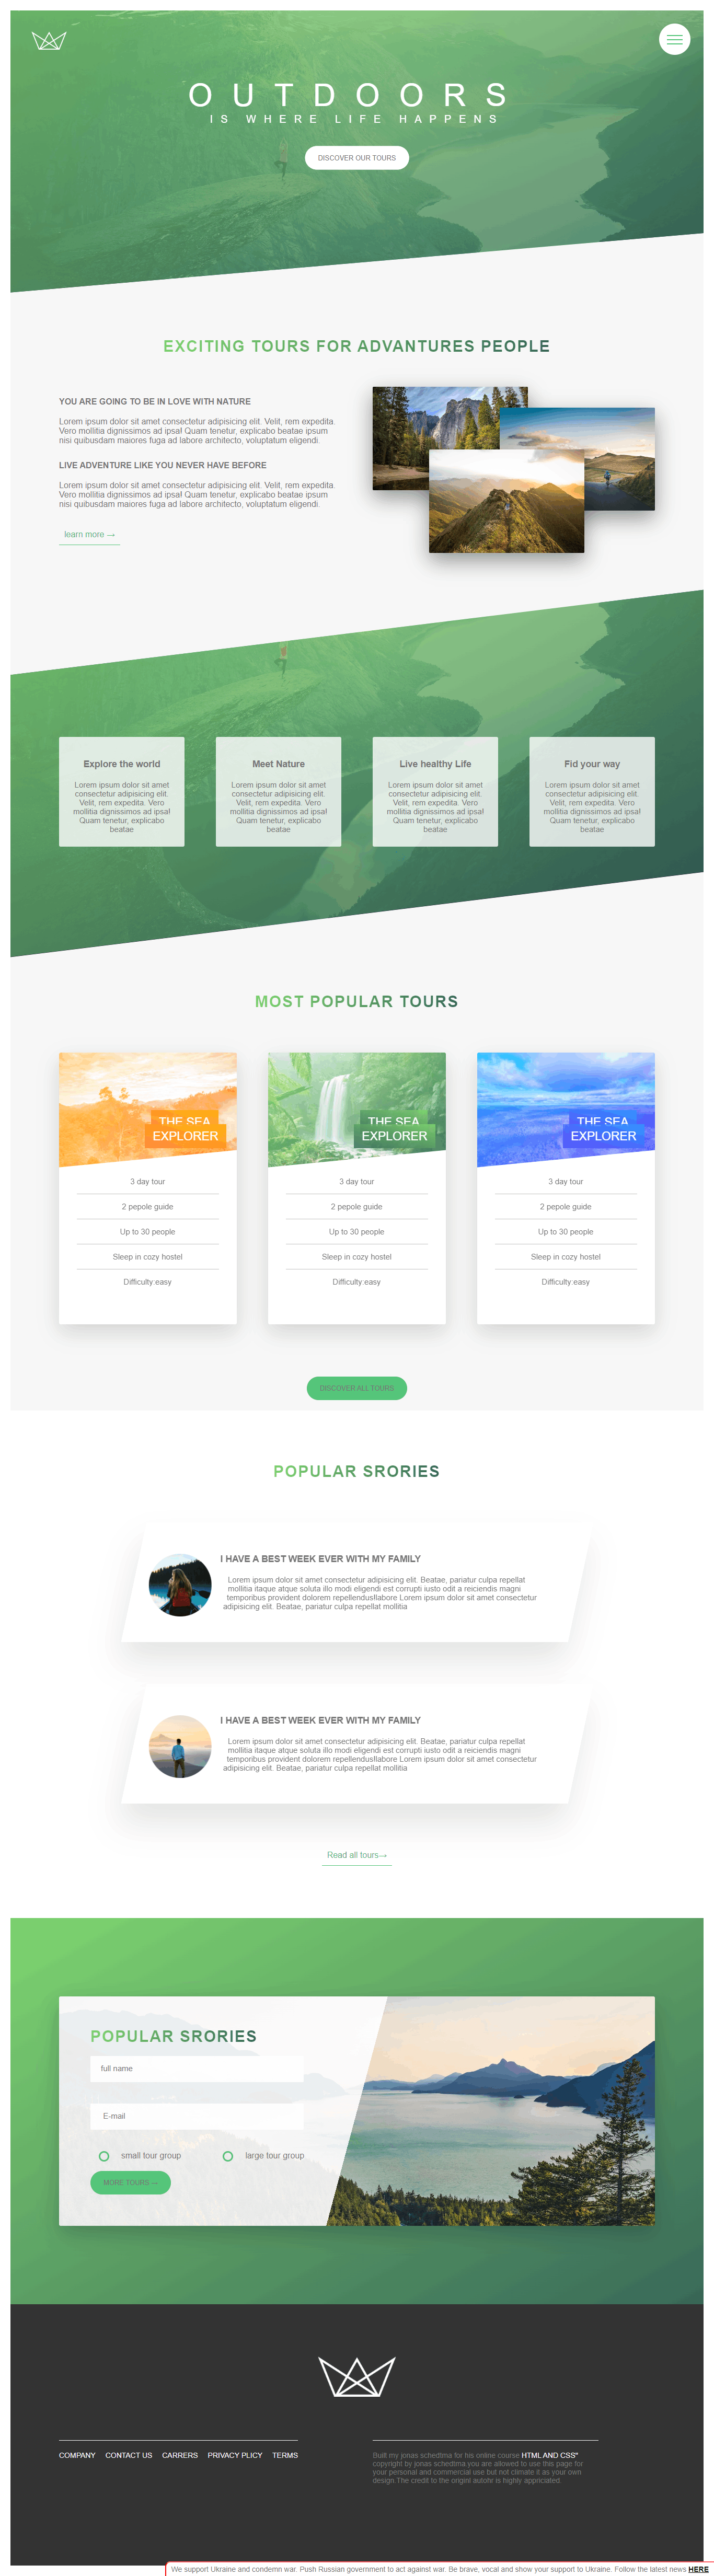 OUTDOORS
IS WHERE LIFE HAPPENS
DISCOVER OUR TOURS
EXCITING TOURS FOR ADVANTURES PEOPLE
YOU ARE GOING TO BE IN LOVE WITH NATURE
Lorem ipsum dolor sit amet consectetur adipisicing elit. Velit, rem expedita.
Vero mollitia dignissimos ad ipsa! Quam tenetur, explicabo beatae ipsum
nisi quibusdam maiores fuga ad labore architecto, voluptatum eligendi.
LIVE ADVENTURE LIKE YOU NEVER HAVE BEFORE
Lorem ipsum dolor sit amet consectetur adipisicing elit. Velit, rem expedita.
Vero mollitia dignissimos ad ipsa! Quam tenetur, explicabo beatae ipsum
nisi quibusdam maiores fuga ad labore architecto, voluptatum eligendi.
learn more →
Explore the world
Lorem ipsum dolor sit amet
consectetur adipisicing elit.
Velit, rem expedita. Vero
mollitia dignissimos ad ipsa!
Quam tenetur, explicabo
beatae
Meet Nature
Lorem ipsum dolor sit amet
consectetur adipisicing elit.
Velit, rem expedita. Vero
mollitia dignissimos ad ipsa!
Quam tenetur, explicabo
beatae
Live healthy Life
Lorem ipsum dolor sit amet
consectetur adipisicing elit.
Velit, rem expedita. Vero
mollitia dignissimos ad ipsa!
Quam tenetur, explicabo
beatae
Fid your way
Lorem ipsum dolor sit amet
consectetur adipisicing elit.
Velit, rem expedita. Vero
mollitia dignissimos ad ipsa!
Quam tenetur, explicabo
beatae
MOST POPULAR TOURS
THE SEA
EXPLORER
3 day tour
2 pepole guide
Up to 30 people
Sleep in cozy hostel
Difficulty:easy
THE SEA
EXPLORER
3 day tour
2 pepole guide
Up to 30 people
Sleep in cozy hostel
Difficulty:easy
THE SEA
EXPLORER
3 day tour
2 pepole guide
Up to 30 people
Sleep in cozy hostel
Difficulty:easy
DISCOVER ALL TOURS
POPULAR SRORIES
I HAVE A BEST WEEK EVER WITH MY FAMILY
Lorem ipsum dolor sit amet consectetur adipisicing elit. Beatae, pariatur culpa repellat
mollitia itaque atque soluta illo modi eligendi est corrupti iusto odit a reiciendis magni
temporibus provident dolorem repellendus!labore Lorem ipsum dolor sit amet consectetur
adipisicing elit. Beatae, pariatur culpa repellat mollitia
I HAVE A BEST WEEK EVER WITH MY FAMILY
Lorem ipsum dolor sit amet consectetur adipisicing elit. Beatae, pariatur culpa repellat
mollitia itaque atque soluta illo modi eligendi est corrupti iusto odit a reiciendis magni
temporibus provident dolorem repellendus!labore Lorem ipsum dolor sit amet consectetur
adipisicing elit. Beatae, pariatur culpa repellat mollitia
Read all tours→
POPULAR SRORIES
full name
E-mail
small tour group
large tour group
MORE TOURS →
COMPANY CONTACT US CARRERS PRIVACY PLICY TERMS
Built my jonas schedtma for his online course HTML AND CSS"
copyright by jonas schedtma.you are allowed to use this page for
your personal and commercial use but not climate it as your own
design.The credit to the originl autohr is highly appriciated.
We support Ukraine and condemn war. Push Russian government to act against war. Be brave, vocal and show your support to Ukraine. Follow the latest news HERE